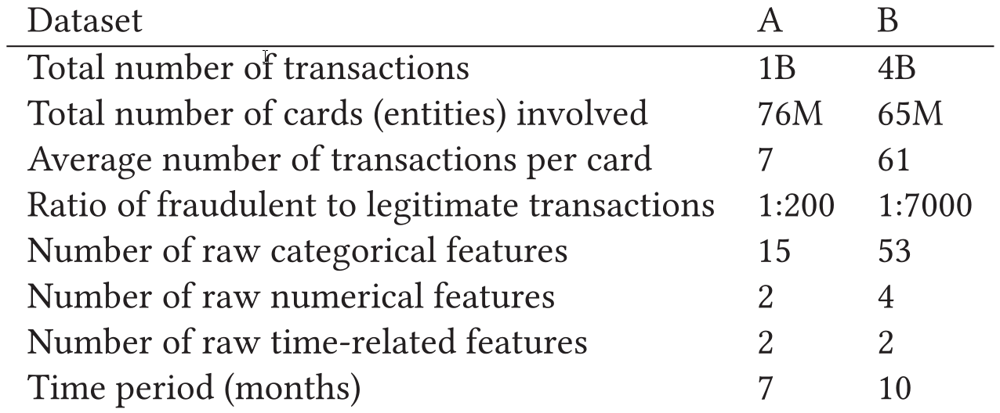 Dataset A B
Total number of transactions 1B 4B
Total number of cards (entities) involved 76M 65M
Average number of transactions per card 7 61
Ratio of fraudulent to legitimate transactions 1:200 1:7000
Number of raw categorical features 15 53
Number of raw numerical features 2 4
Number of raw time-related features 2 2
Time period (months) 7 10